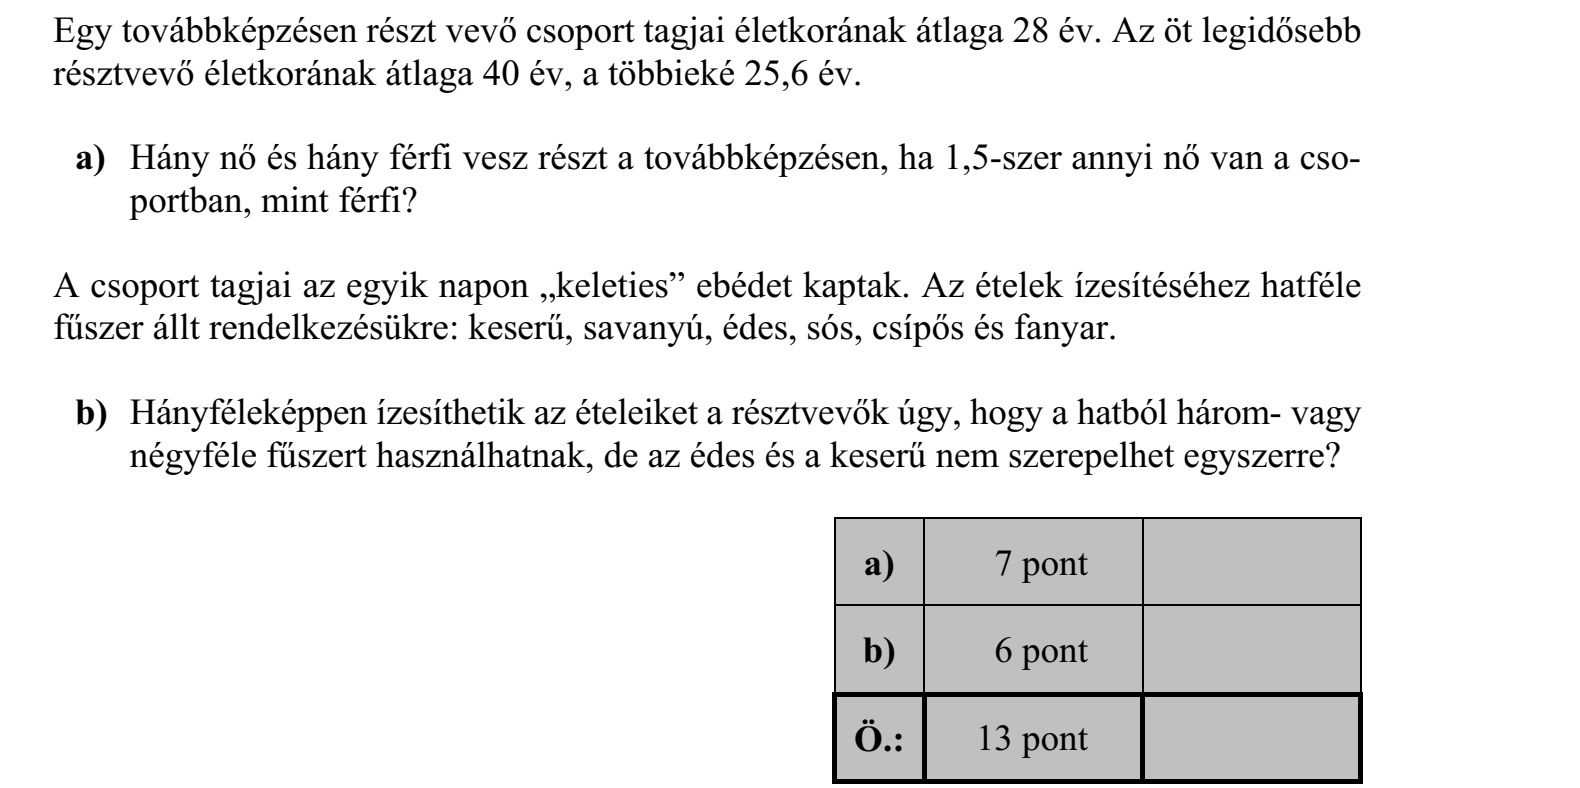 Egy továbbképzésen részt vevő csoport tagjai életkorának átlaga 28 év. Az öt legidősebb
résztvevő életkorának átlaga 40 év, a többieké 25,6 év.
a) Hány nő és hány férfi vesz részt a továbbképzésen, ha 1,5-szer annyi nő van a cso-
portban, mint férfi?
A csoport tagjai az egyik napon „keleties” ebédet kaptak. Az ételek ízesítéséhez hatféle
fűszer állt rendelkezésükre: keserű, savanyú, édes, sós, csípős és fanyar.
b) Hányféleképpen ízesíthetik az ételeiket a résztvevők úgy, hogy a hatból három- vagy
négyféle fűszert használhatnak, de az édes és a keserű nem szerepelhet egyszerre?
a) 7 pont
b) 6 pont
Ö.: 13 pont